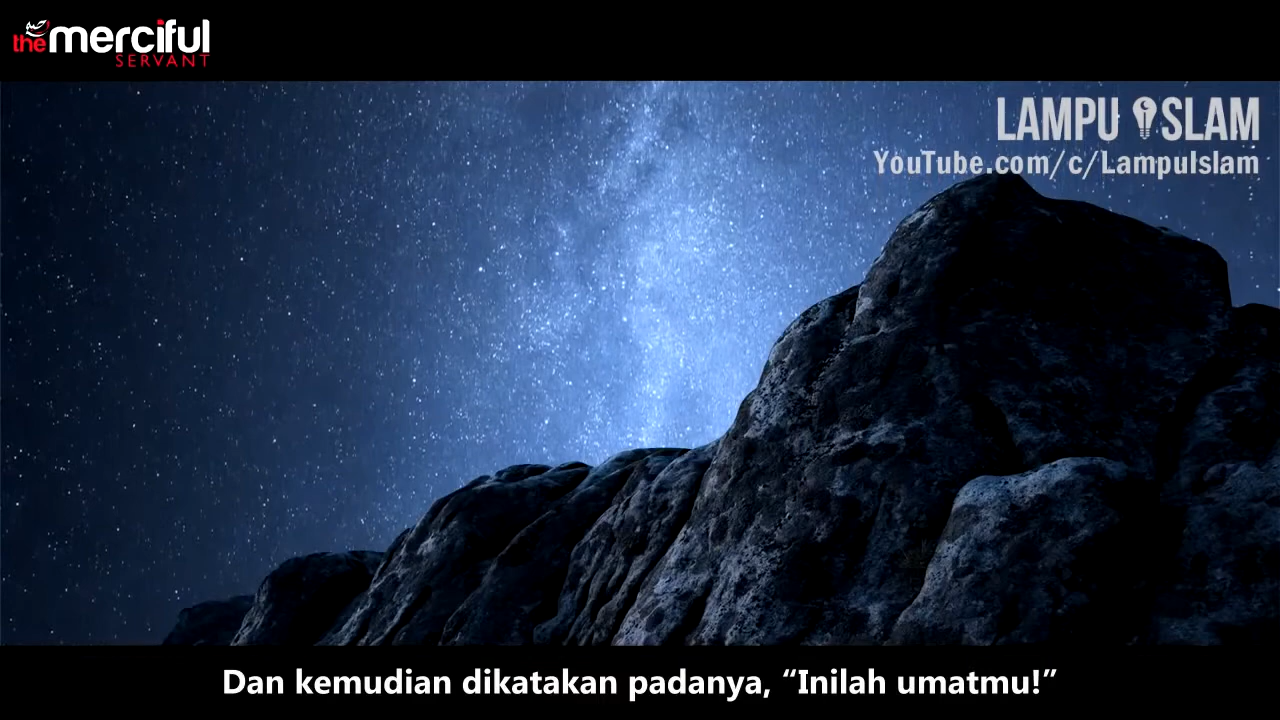 the merciful
SERVANT
LAMPU ISLAM
YouTube.com/c/LampuIslam
Dan kemudian dikatakan padanya, “Inilah umatmu!”